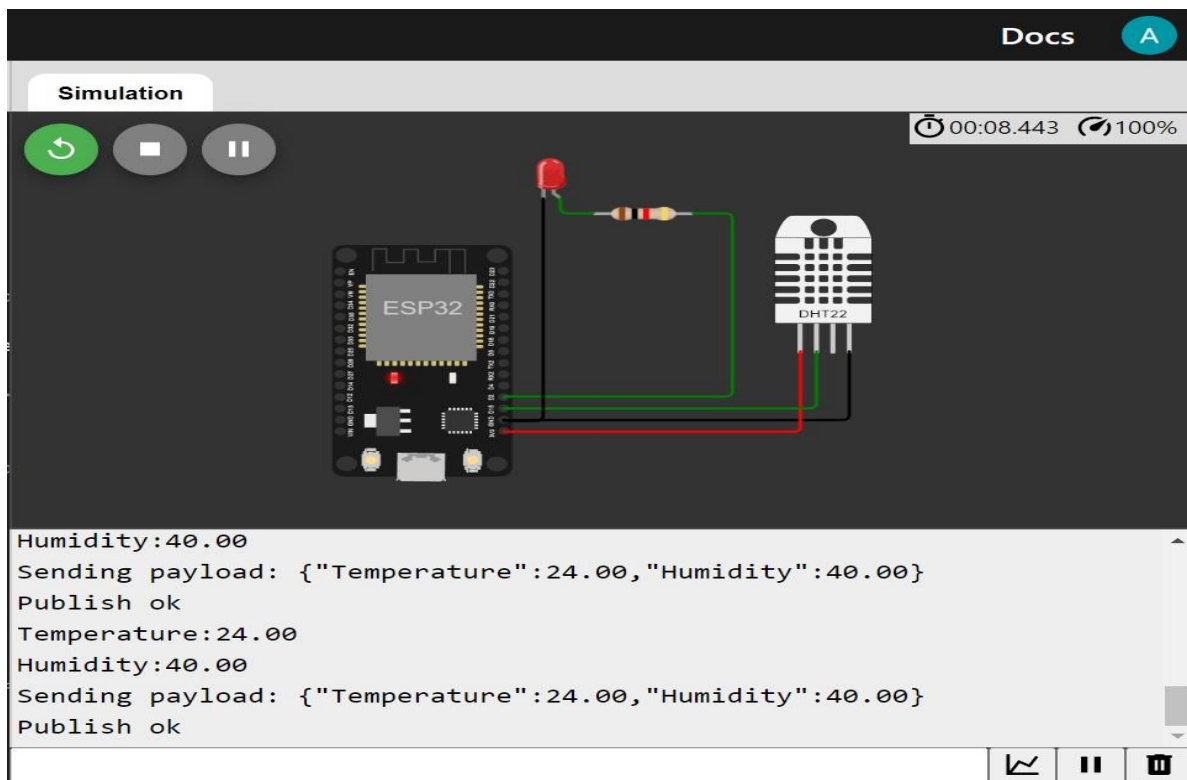 Docs A
Simulation
00:08.443 100%
ESP32
DHT22
Humidity:40.00
Sending payload: {"Temperature":24.00,"Humidity":40.00}
Publish ok
Temperature:24.00
Humidity:40.00
Sending payload: {"Temperature":24.00,"Humidity":40.00}
Publish ok